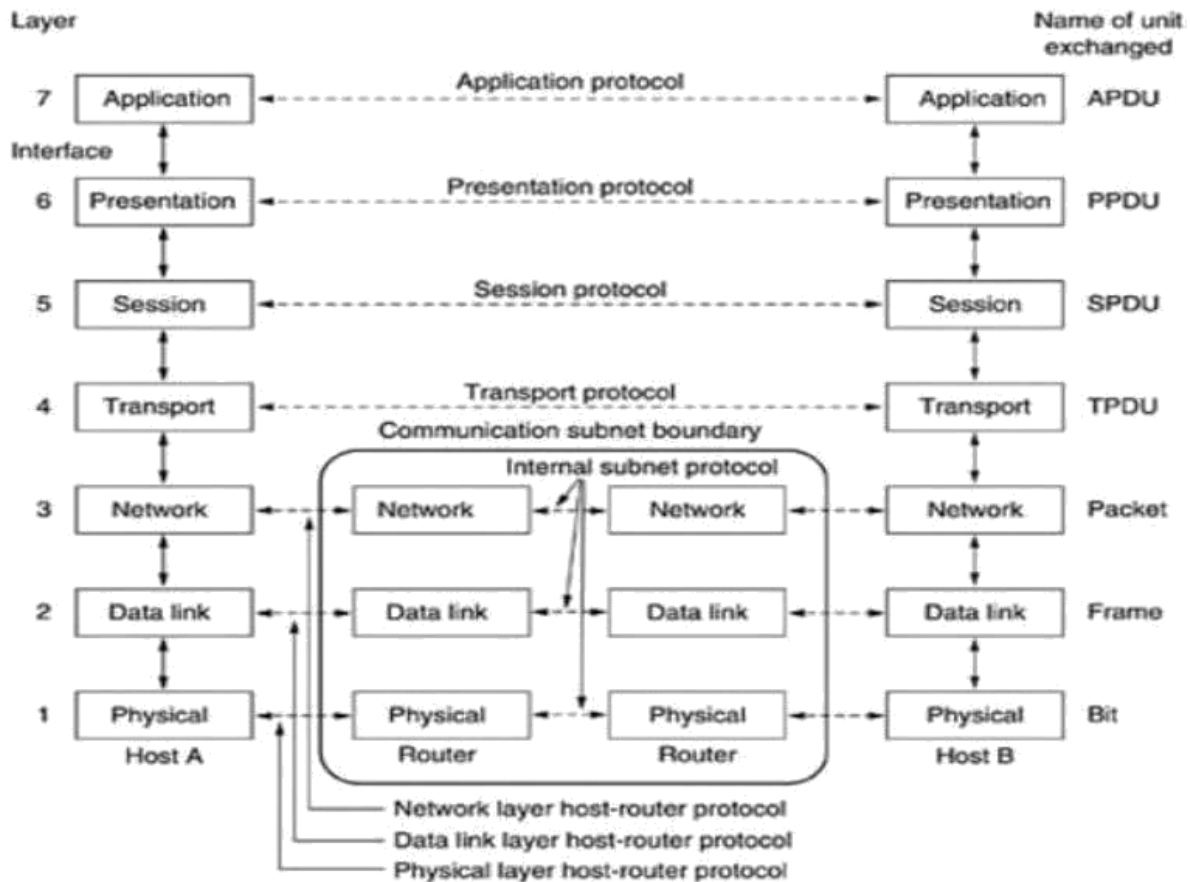 Layer
Name of unit
exchanged
7
Application
Application protocol
Application
APDU
Interface
6
Presentation
Presentation protocol
Presentation
PPDU
5
Session
Session protocol
Session
SPDU
4
Transport
Transport protocol
Transport
TPDU
Communication subnet boundary
Internal subnet protocol
3
Network
Network
Network
Network
Packet
2
Data link
Data link
Data link
Data link
Frame
1
Physical
Physical
Physical
Physical
Bit
Host A
Router
Router
Host B
Network layer host-router protocol
Data link layer host-router protocol
Physical layer host-router protocol